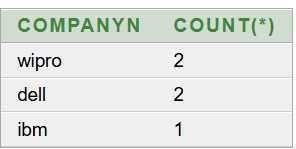 COMPANYN COUNT(*)
wipro 2
dell 2
ibm 1